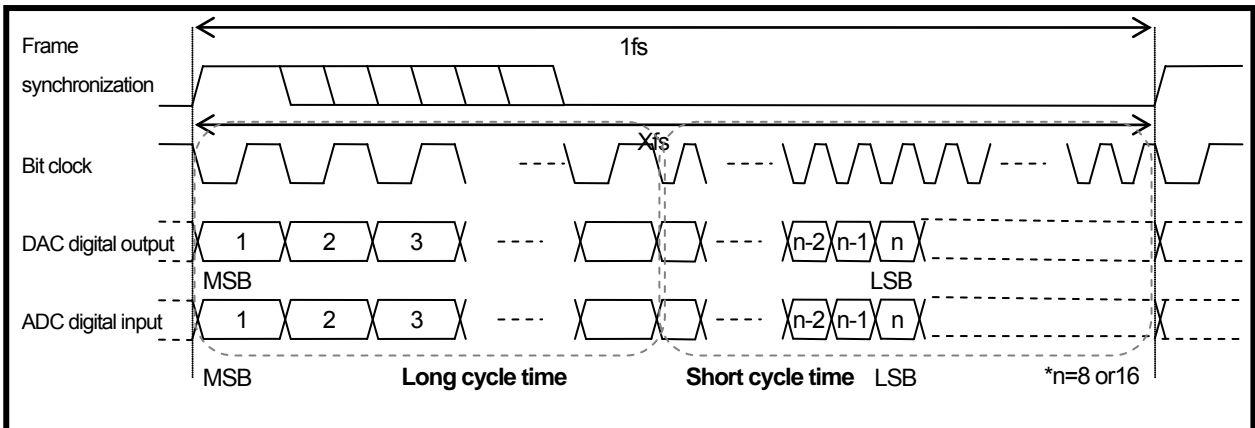 Frame
1fs
synchronization
Xfs
Bit clock
DAC digital output 1 2 3 n-2 n-1 n
MSB LSB
ADC digital input 1 2 3 n-2 n-1 n
MSB Long cycle time Short cycle time LSB *n=8 or16